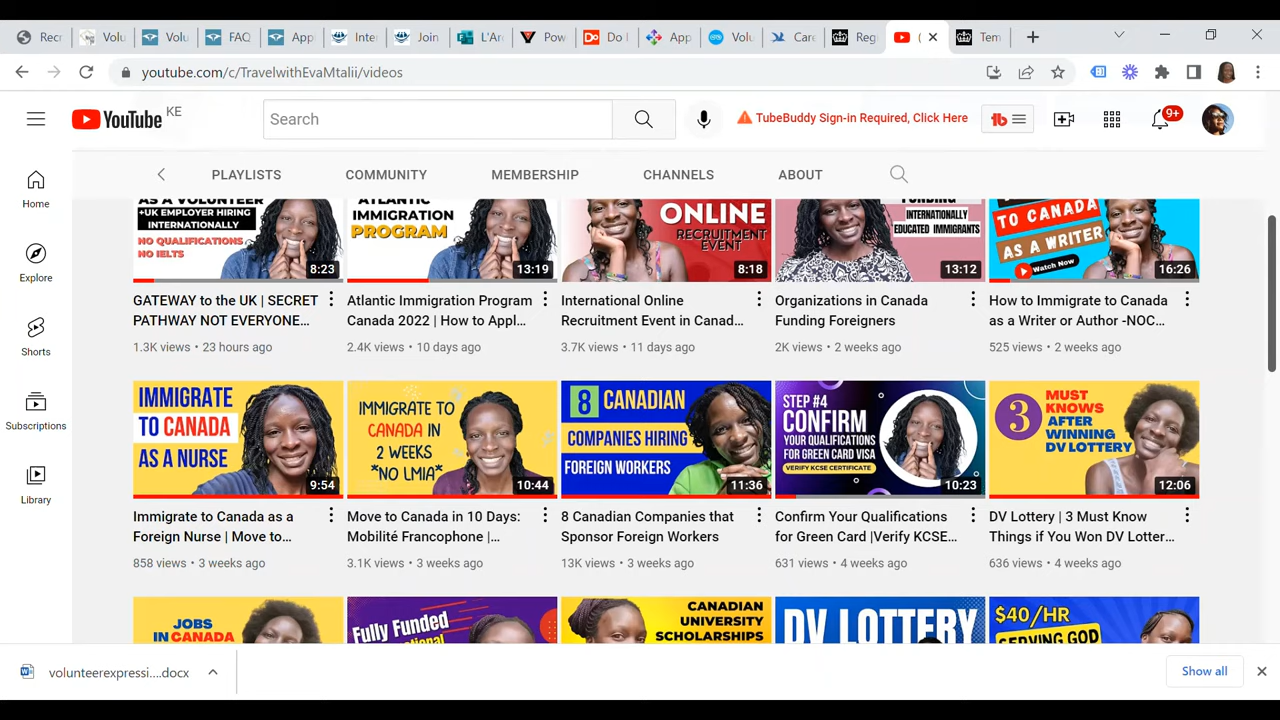 Recr
Volu
Volu
FAQ
App
Inter
Join
L'Arc
Pow
Do I
App
Volu
Care
Reg
(
Tem
youtube.com/c/TravelwithEvaMtalii/videos
YouTube KE
Search
TubeBuddy Sign-in Required, Click Here
tb
9+
PLAYLISTS
COMMUNITY
MEMBERSHIP
CHANNELS
ABOUT
Home
Explore
Shorts
Subscriptions
Library
AS A VOLUNTEER
+UK EMPLOYER HIRING
INTERNATIONALLY
NO QUALIFICATIONS
NO IELTS
8:23
ATLANTIC
IMMIGRATION
PROGRAM
13:19
ONLINE
RECRUITMENT
EVENT
8:18
FUNDING
INTERNATIONALLY
EDUCATED IMMIGRANTS
13:12
TO CANADA
AS A WRITER
Watch Now
16:26
GATEWAY to the UK | SECRET
PATHWAY NOT EVERYONE...
1.3K views • 23 hours ago
Atlantic Immigration Program
Canada 2022 | How to Appl...
2.4K views • 10 days ago
International Online
Recruitment Event in Canad...
3.7K views • 11 days ago
Organizations in Canada
Funding Foreigners
2K views • 2 weeks ago
How to Immigrate to Canada
as a Writer or Author -NOC...
525 views • 2 weeks ago
IMMIGRATE
TO CANADA
AS A NURSE
9:54
IMMIGRATE TO
CANADA IN
2 WEEKS
*NO LMIA*
10:44
8 CANADIAN
COMPANIES HIRING
FOREIGN WORKERS
11:36
STEP #4
CONFIRM
YOUR QUALIFICATIONS
FOR GREEN CARD VISA
VERIFY KCSE CERTIFICATE
10:23
3 MUST
KNOWS
AFTER
WINNING
DV LOTTERY
12:06
Immigrate to Canada as a
Foreign Nurse | Move to...
858 views • 3 weeks ago
Move to Canada in 10 Days:
Mobilité Francophone |...
3.1K views • 3 weeks ago
8 Canadian Companies that
Sponsor Foreign Workers
13K views • 3 weeks ago
Confirm Your Qualifications
for Green Card |Verify KCSE...
631 views • 4 weeks ago
DV Lottery | 3 Must Know
Things if You Won DV Lotter...
636 views • 4 weeks ago
JOBS
IN CANADA
Fully Funded
CANADIAN
UNIVERSITY
SCHOLARSHIPS
DV LOTTERY
$40/HR
SERVING GOD
volunteerexpressi....docx
Show all